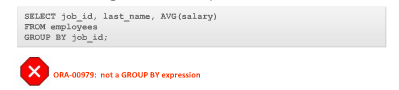 SELECT job_id, last_name, AVG(salary)
FROM employees
GROUP BY job_id;
ORA-00979: not a GROUP BY expression